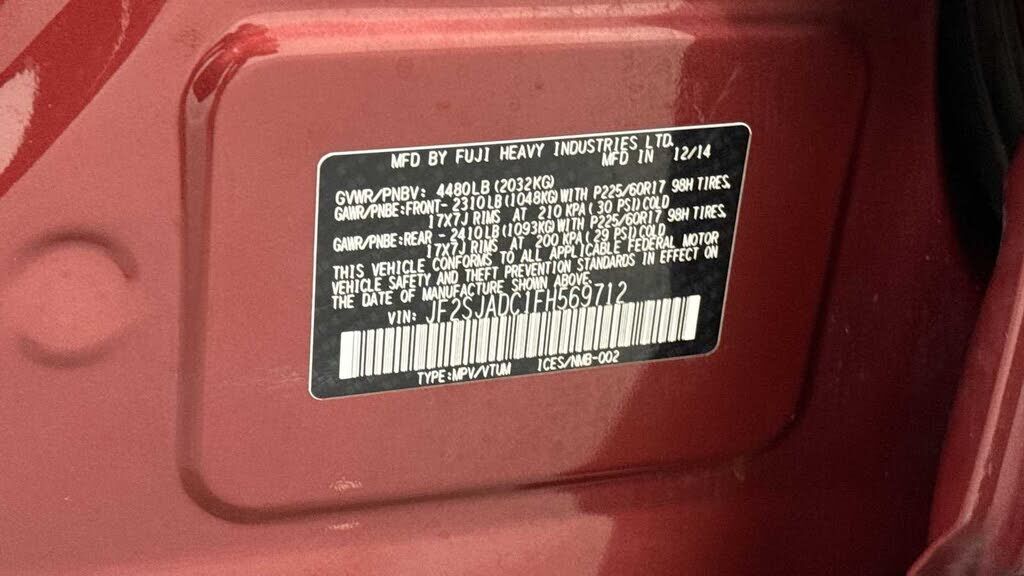 MFD BY FUJI HEAVY INDUSTRIES LTD.
MFD IN 12/14
GVWR/PNBV: 4480LB(2032KG)
GAWR/PNBE:FRONT-2310LB(1048KG)WITH P225/60R17 98H TIRES
17X7J RIMS AT 210 KPA( 30 PSI)COLD
GAWR/PNBE:REAR -2410LB(1093KG)WITH P225/60R17 98H TIRES
17X7J RIMS AT 200 KPA( 29 PSI)COLD
THIS VEHICLE CONFORMS TO ALL APPLICABLE FEDERAL MOTOR
VEHICLE SAFETY AND THEFT PREVENTION STANDARDS IN EFFECT ON
THE DATE OF MANUFACTURE SHOWN ABOVE.
VIN: JF2SJADC1FH569712
TYPE:MPV/VTUM ICES/NMB-002